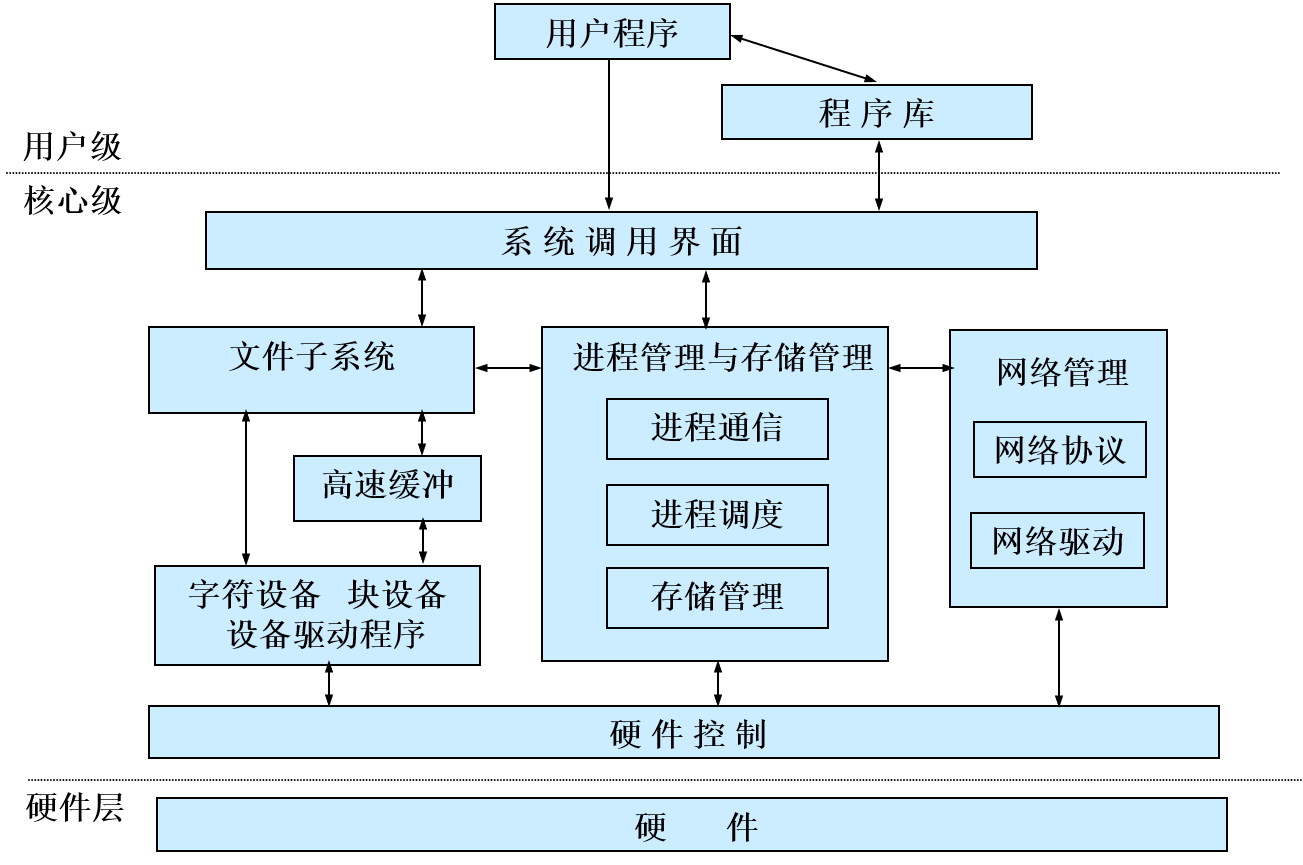 用户程序
程序库
用户级
核心级
系统调用界面
文件子系统
进程管理与存储管理
网络管理
进程通信
网络协议
高速缓冲
进程调度
网络驱动
字符设备 块设备
设备驱动程序
存储管理
硬件控制
硬件层
硬 件